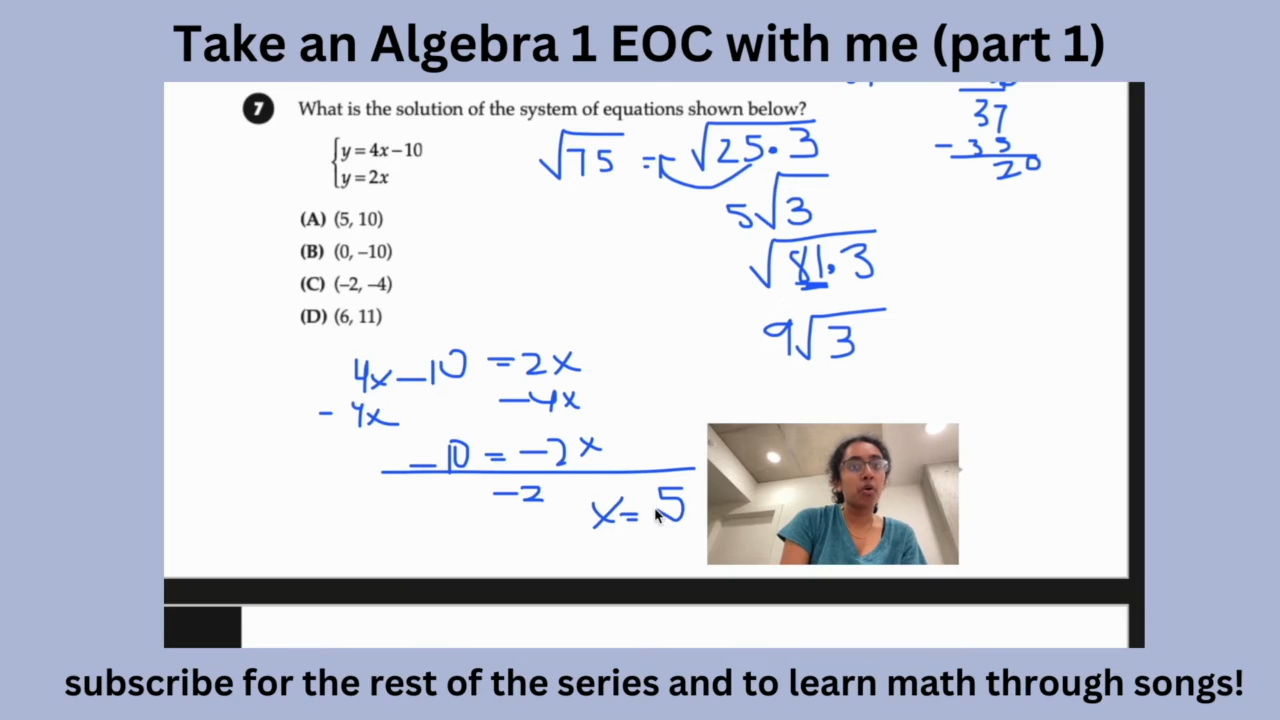 Take an Algebra 1 EOC with me (part 1)
7 What is the solution of the system of equations shown below?
y = 4x – 10
y = 2x
(A) (5, 10)
(B) (0, –10)
(C) (–2, –4)
(D) (6, 11)
√75 = √25·3
5√3
√81·3
9√3
37
- 35
20
4x – 10 = 2x
- 4x – 4x
– 10 = – 2x
– 2 x = 5
subscribe for the rest of the series and to learn math through songs!